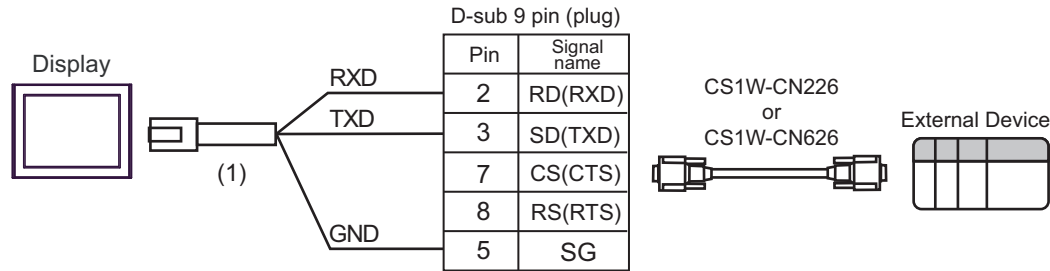 D-sub 9 pin (plug)
Display
Pin
Signal
name
RXD
2
RD(RXD)
TXD
3
SD(TXD)
7
CS(CTS)
8
RS(RTS)
GND
5
SG
(1)
CS1W-CN226
or
CS1W-CN626
External Device